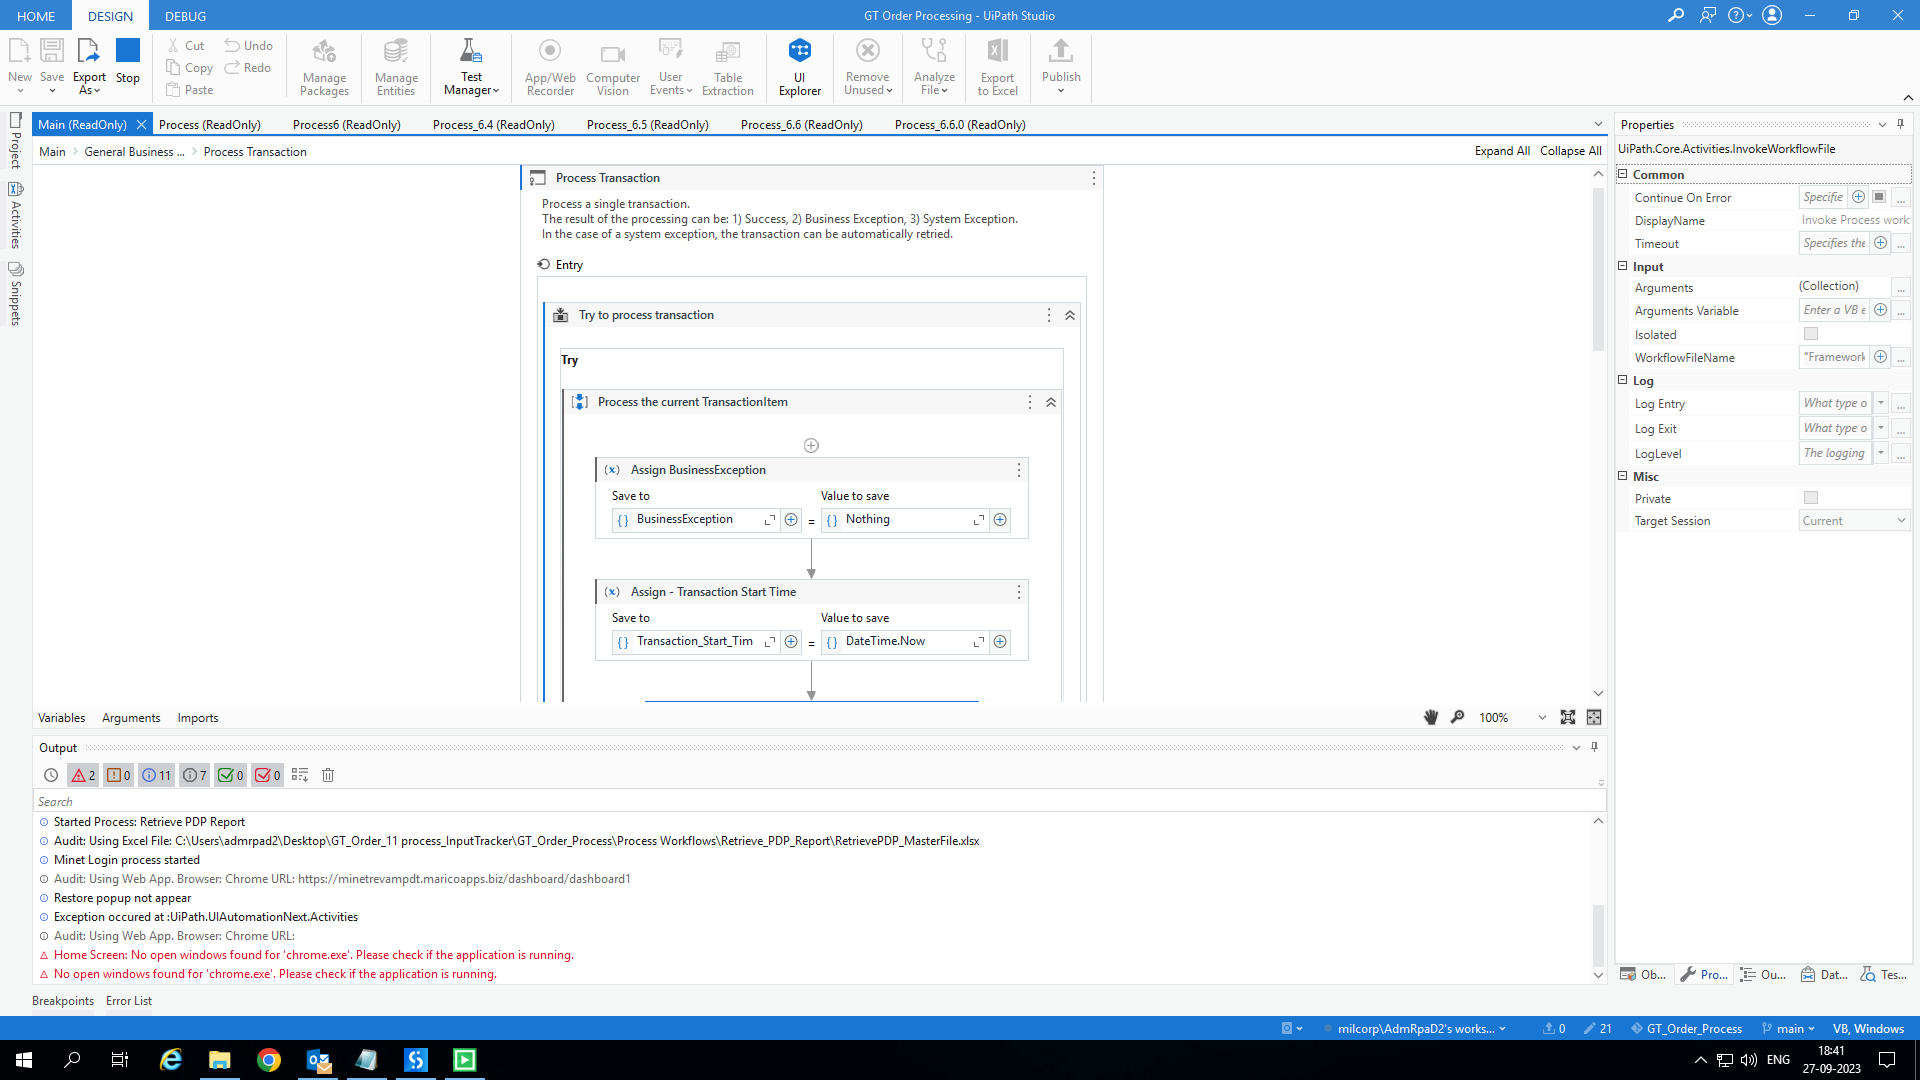 HOME DESIGN DEBUG
GT Order Processing - UiPath Studio
New
Save
Export As
Stop
Cut
Copy
Paste
Undo
Redo
Manage Packages
Manage Entities
Test Manager
App/Web Recorder
Computer Vision
User Events
Table Extraction
UI Explorer
Remove Unused
Analyze File
Export to Excel
Publish
Project
Activities
Snippets
Main (ReadOnly) Process (ReadOnly) Process6 (ReadOnly) Process_6.4 (ReadOnly) Process_6.5 (ReadOnly) Process_6.6 (ReadOnly) Process_6.6.0 (ReadOnly)
Main > General Business ... > Process Transaction
Expand All Collapse All
Process Transaction
Process a single transaction.
The result of the processing can be: 1) Success, 2) Business Exception, 3) System Exception.
In the case of a system exception, the transaction can be automatically retried.
Entry
Try to process transaction
Try
Process the current TransactionItem
(x) Assign BusinessException
Save to Value to save
{} BusinessException = {} Nothing
(x) Assign - Transaction Start Time
Save to Value to save
{} Transaction_Start_Tim = {} DateTime.Now
Variables Arguments Imports
100%
Output
2 0 11 7 0 0
Search
Started Process: Retrieve PDP Report
Audit: Using Excel File: C:\Users\admrpad2\Desktop\GT_Order_11 process_InputTracker\GT_Order_Process\Process Workflows\Retrieve_PDP_Report\RetrievePDP_MasterFile.xlsx
Minet Login process started
Audit: Using Web App. Browser: Chrome URL: https://minetrevampdt.maricoapps.biz/dashboard/dashboard1
Restore popup not appear
Exception occured at :UiPath.UIAutomationNext.Activities
Audit: Using Web App. Browser: Chrome URL:
Home Screen: No open windows found for 'chrome.exe'. Please check if the application is running.
No open windows found for 'chrome.exe'. Please check if the application is running.
Breakpoints Error List
Properties
UiPath.Core.Activities.InvokeWorkflowFile
Common
Continue On Error Specifie ...
DisplayName Invoke Process work
Timeout Specifies the ...
Input
Arguments (Collection) ...
Arguments Variable Enter a VB e ...
Isolated
WorkflowFileName "Framework ...
Log
Log Entry What type o ...
Log Exit What type o ...
LogLevel The logging ...
Misc
Private
Target Session Current
Ob... Pro... Ou... Dat... Tes...
milcorp\AdmRpaD2's works... 0 21 GT_Order_Process main VB, Windows
ENG
18:41
27-09-2023